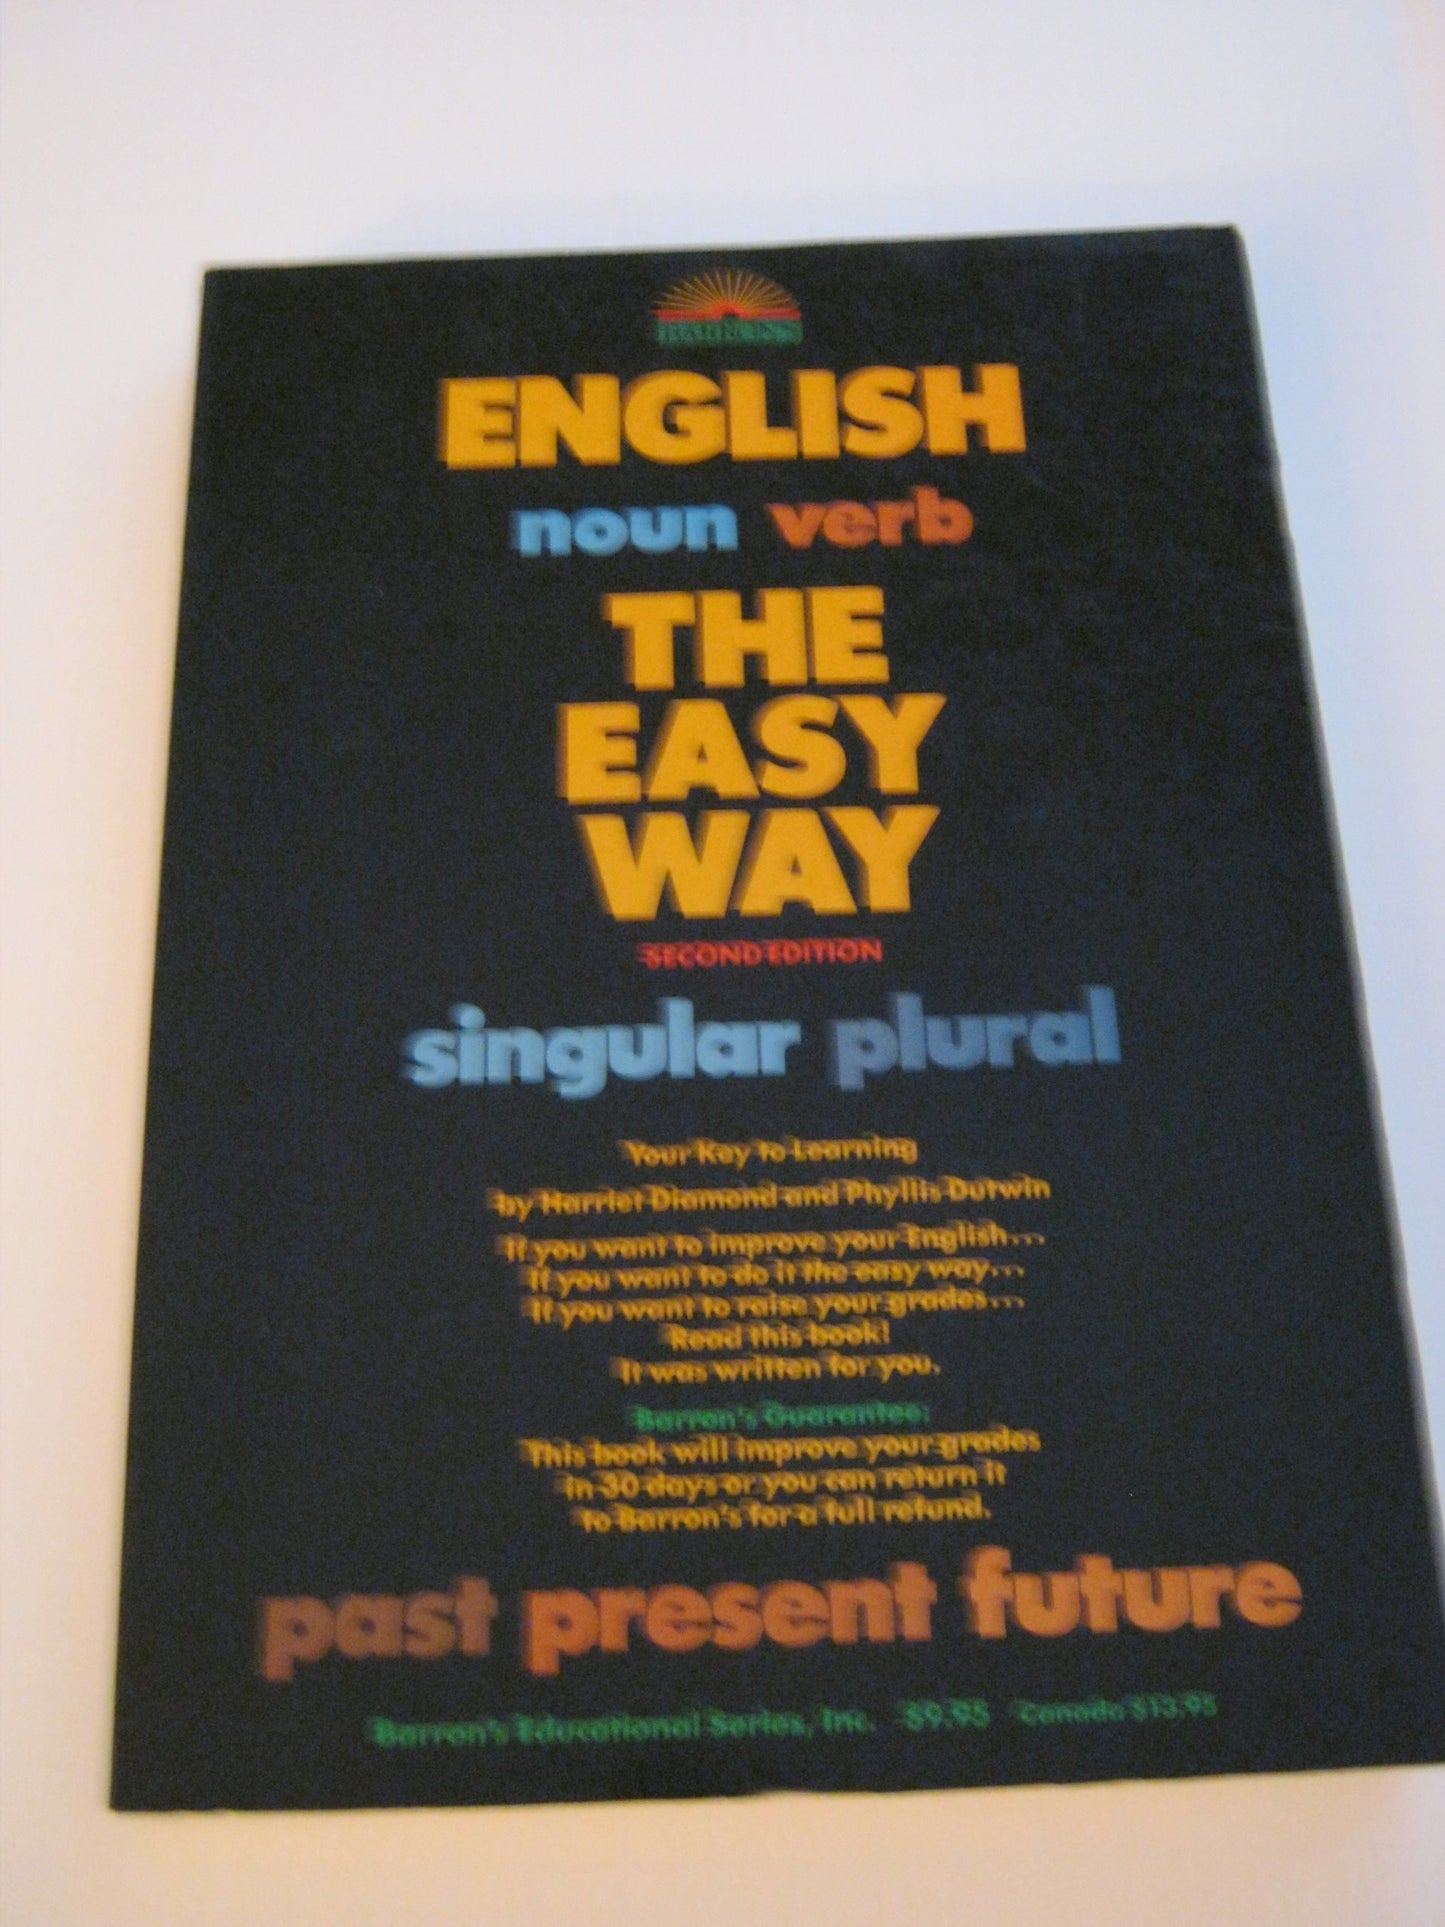 BARRON'S
ENGLISH
noun verb
THE
EASY
WAY
SECOND EDITION
singular plural
Your Key to Learning
by Harriet Diamond and Phyllis Dutwin
If you want to improve your English...
If you want to do it the easy way...
If you want to raise your grades...
Read this book!
It was written for you.
Barron's Guarantee:
This book will improve your grades
in 30 days or you can return it
to Barron's for a full refund.
past present future
Barron's Educational Series, Inc. $9.95 Canada $13.95